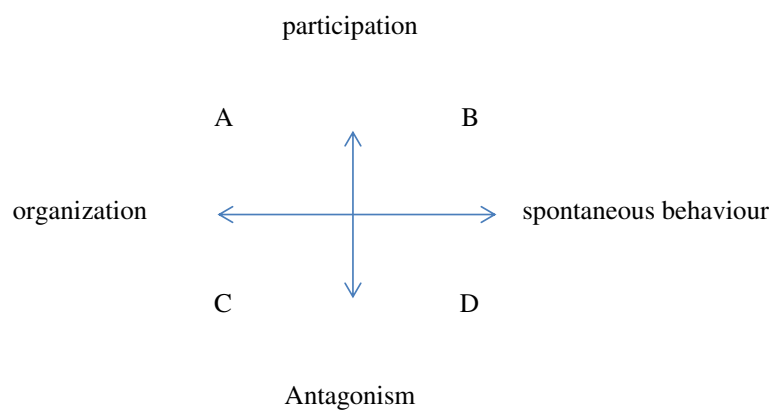 participation
A B
organization spontaneous behaviour
C D
Antagonism